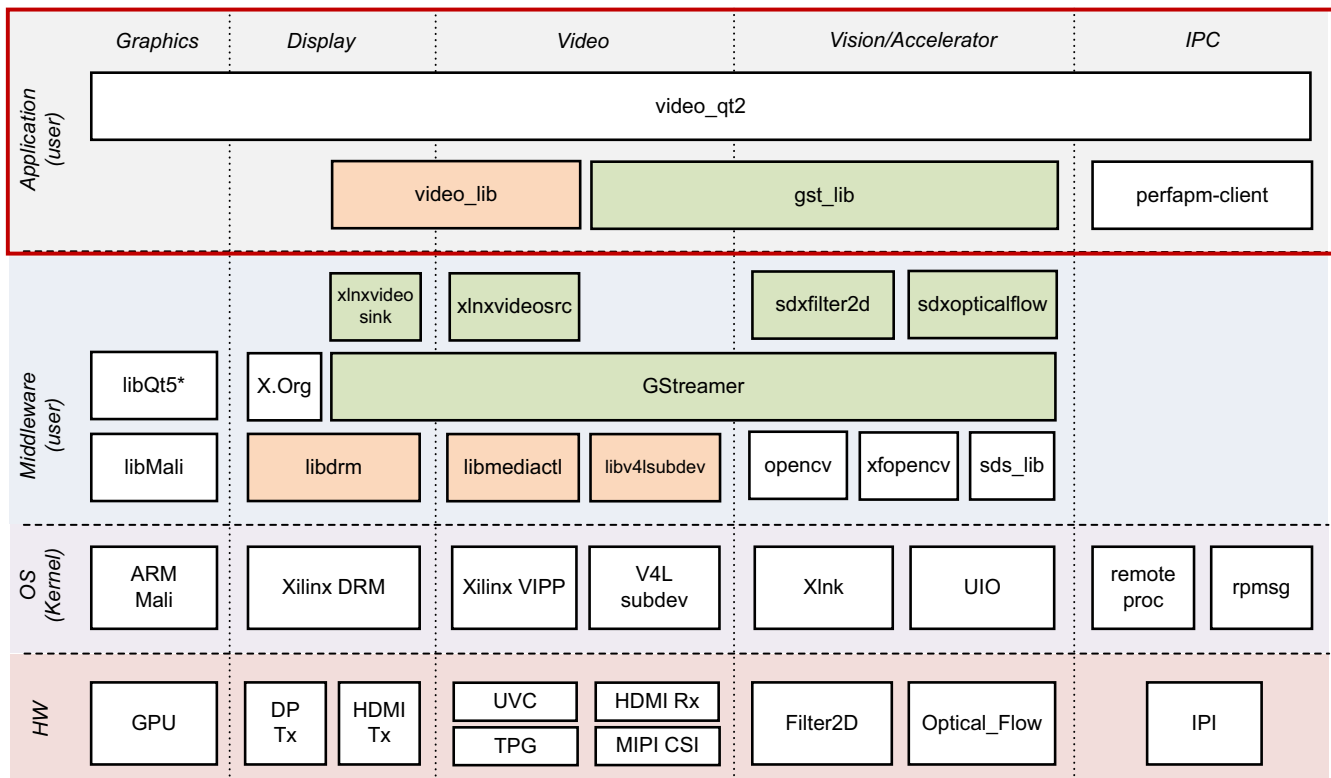 Graphics
Display
Video
Vision/Accelerator
IPC
Application
(user)
video_qt2
video_lib
gst_lib
perfapm-client
Middleware
(user)
xlnxvideo
sink
xlnxvideosrc
sdxfilter2d
sdxopticalflow
libQt5*
X.Org
GStreamer
libMali
libdrm
libmediactl
libv4lsubdev
opencv
xfopencv
sds_lib
OS
(Kernel)
ARM
Mali
Xilinx DRM
Xilinx VIPP
V4L
subdev
Xlnk
UIO
remote
proc
rpmsg
HW
GPU
DP
Tx
HDMI
Tx
UVC
HDMI Rx
TPG
MIPI CSI
Filter2D
Optical_Flow
IPI